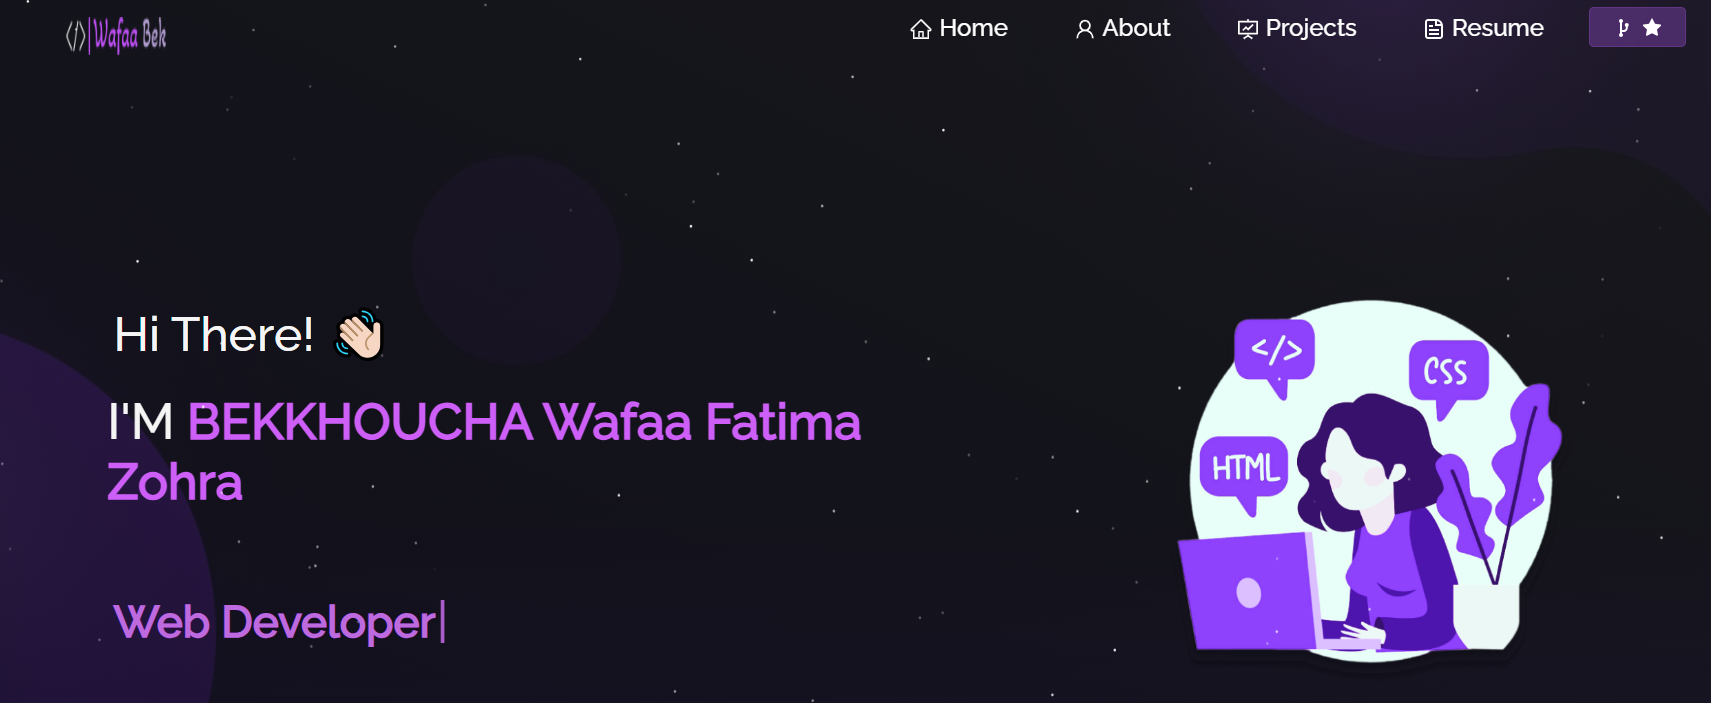 </>|Wafaa Bek
Home
About
Projects
Resume
Hi There! 👋🏻
I'M BEKKHOUCHA Wafaa Fatima
Zohra
Web Developer|
</>
CSS
HTML